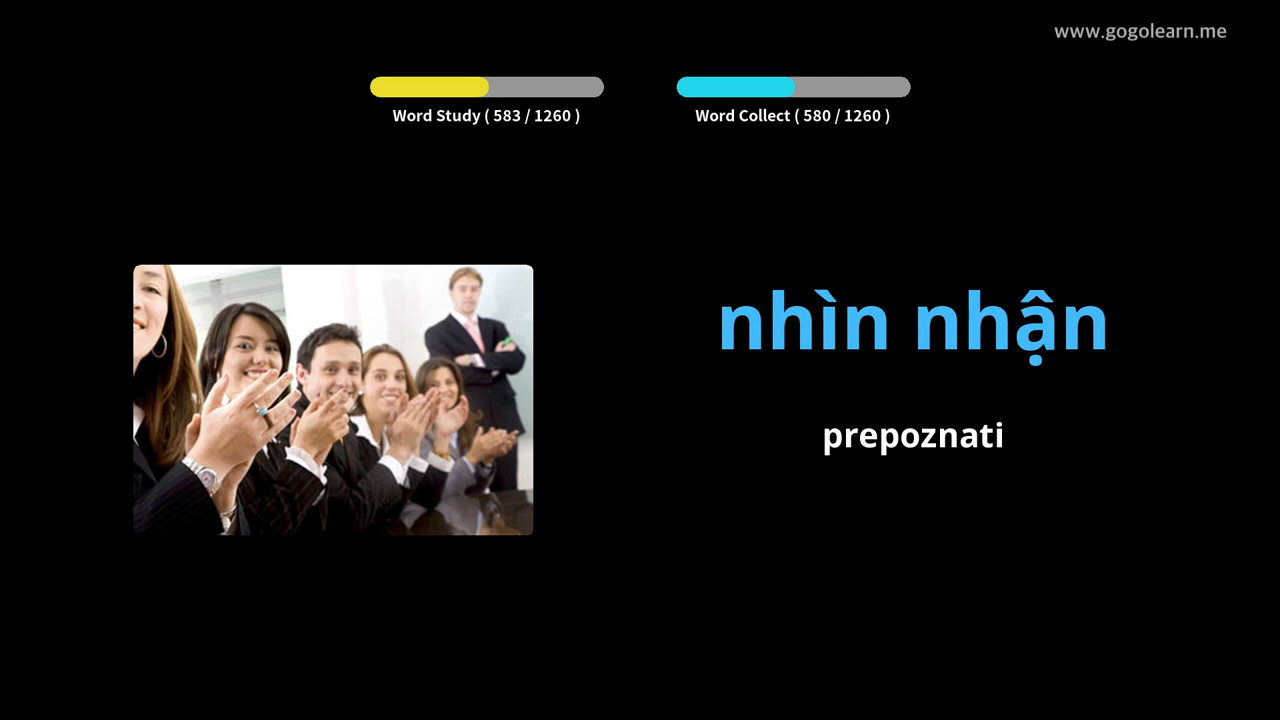 www.gogolearn.me
Word Study ( 583 / 1260 )
Word Collect ( 580 / 1260 )
nhìn nhận
prepoznati